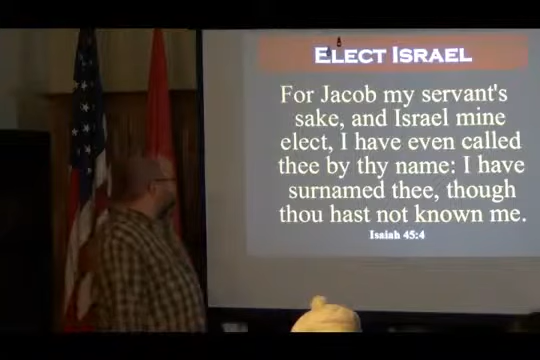 ELECT ISRAEL
For Jacob my servant's
sake, and Israel mine
elect, I have even called
thee by thy name: I have
surnamed thee, though
thou hast not known me.
Isaiah 45:4